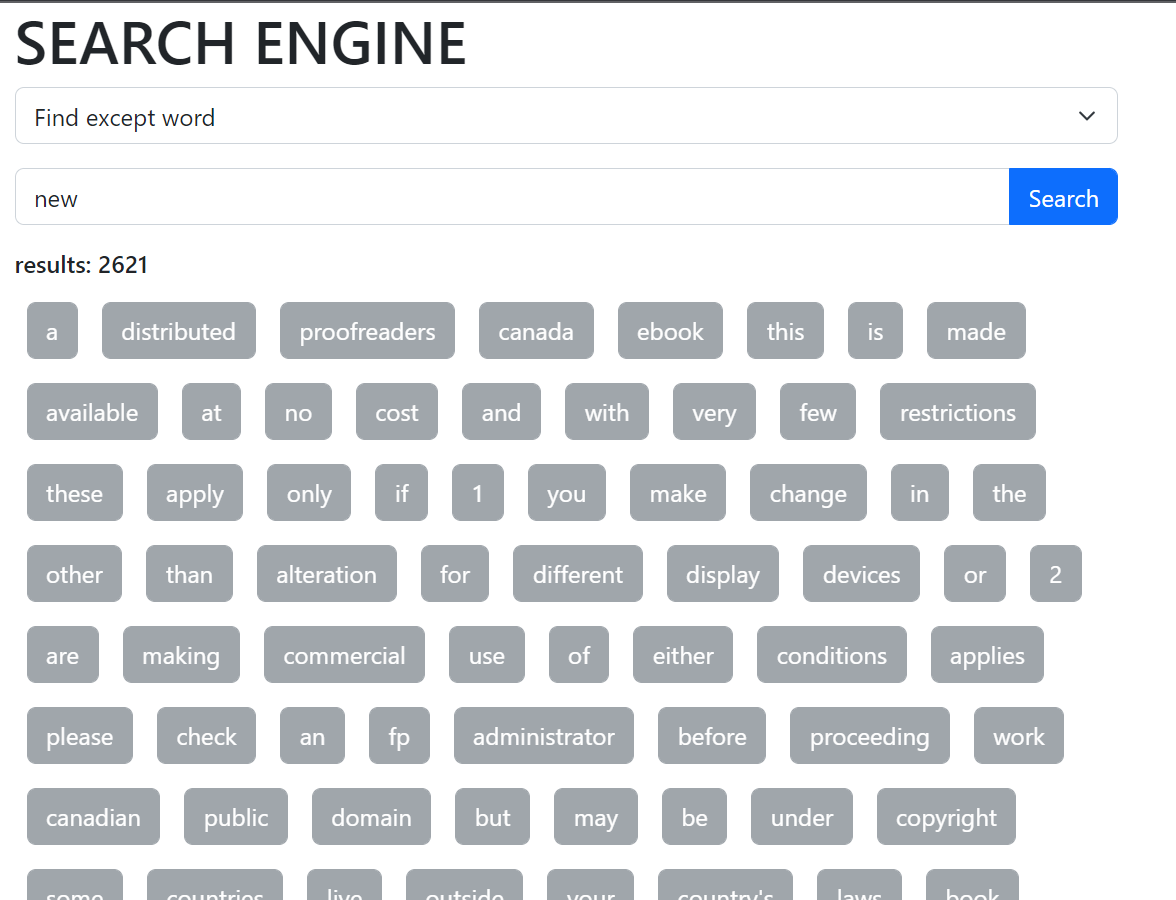 SEARCH ENGINE
Find except word
new Search
results: 2621
a distributed proofreaders canada ebook this is made
available at no cost and with very few restrictions
these apply only if 1 you make change in the
other than alteration for different display devices or 2
are making commercial use of either conditions applies
please check an fp administrator before proceeding work
canadian public domain but may be under copyright
some countries live outside your country's laws book